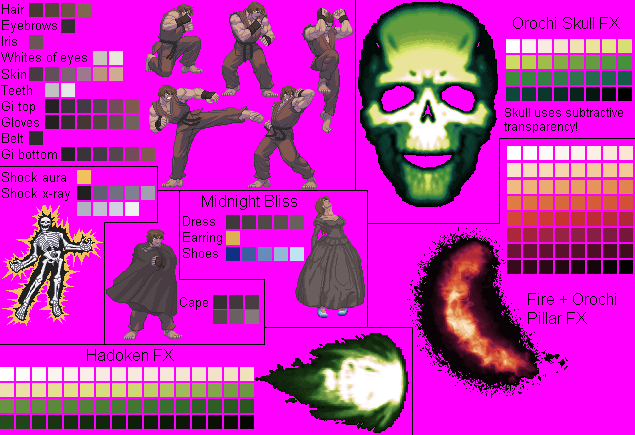 Hair
Eyebrows
Iris
Whites of eyes
Skin
Teeth
Gi top
Gloves
Belt
Gi bottom
Shock aura
Shock x-ray
Midnight Bliss
Dress
Earring
Shoes
Cape
Orochi Skull FX
Skull uses subtractive
transparency!
Fire + Orochi
Pillar FX
Hadoken FX